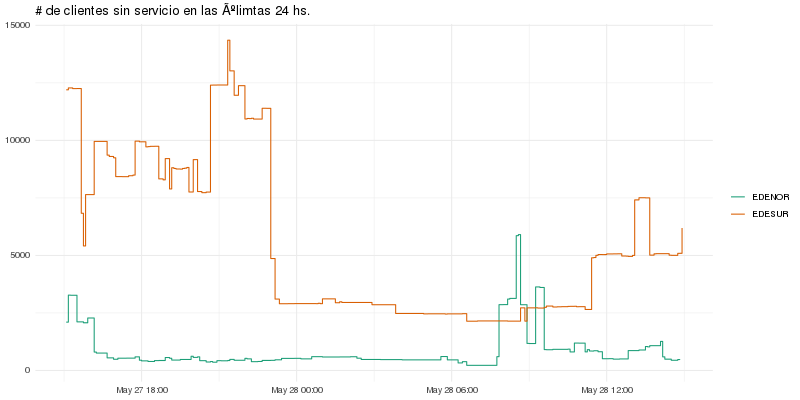 # de clientes sin servicio en las Ãºlimtas 24 hs.
15000
10000
5000
0
May 27 18:00
May 28 00:00
May 28 06:00
May 28 12:00
EDENOR
EDESUR